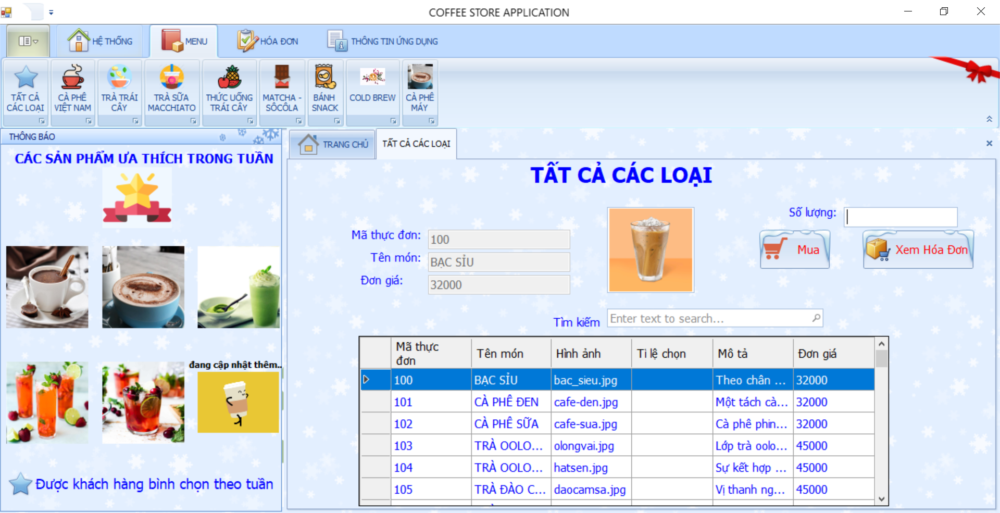 COFFEE STORE APPLICATION
HỆ THỐNG
MENU
HÓA ĐƠN
THÔNG TIN ỨNG DỤNG
TẤT CẢ
CÁC LOẠI
CÀ PHÊ
VIỆT NAM
TRÀ TRÁI
CÂY
TRÀ SỮA
MACCHIATO
THỨC UỐNG
TRÁI CÂY
MATCHA -
SÔCÔLA
BÁNH
SNACK
COLD BREW
CÀ PHÊ
MÁY
THÔNG BÁO
CÁC SẢN PHẨM ƯA THÍCH TRONG TUẦN
đang cập nhật thêm..
Được khách hàng bình chọn theo tuần
TRANG CHỦ
TẤT CẢ CÁC LOẠI
TẤT CẢ CÁC LOẠI
Mã thực đơn: 100
Tên món: BẠC SỈU
Đơn giá: 32000
Số lượng:
Mua
Xem Hóa Đơn
Tìm kiếm Enter text to search...
Mã thực
đơn
Tên món Hình ảnh Tỉ lệ chọn Mô tả Đơn giá
100 BẠC SỈU bac_sieu.jpg Theo chân ... 32000
101 CÀ PHÊ ĐEN cafe-den.jpg Một tách cà... 32000
102 CÀ PHÊ SỮA cafe-sua.jpg Cà phê phin... 32000
103 TRÀ OOLO... olongvai.jpg Lớp trà oolo... 45000
104 TRÀ OOLO... hatsen.jpg Sự kết hợp ... 45000
105 TRÀ ĐÀO C... daocamsa.jpg Vị thanh ng... 45000